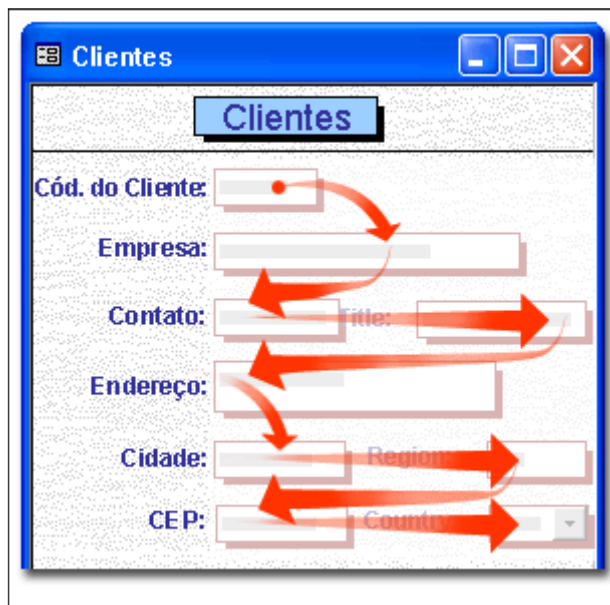 Clientes
Clientes
Cód. do Cliente:
Empresa:
Contato: Title:
Endereço:
Cidade: Region:
CEP: Country